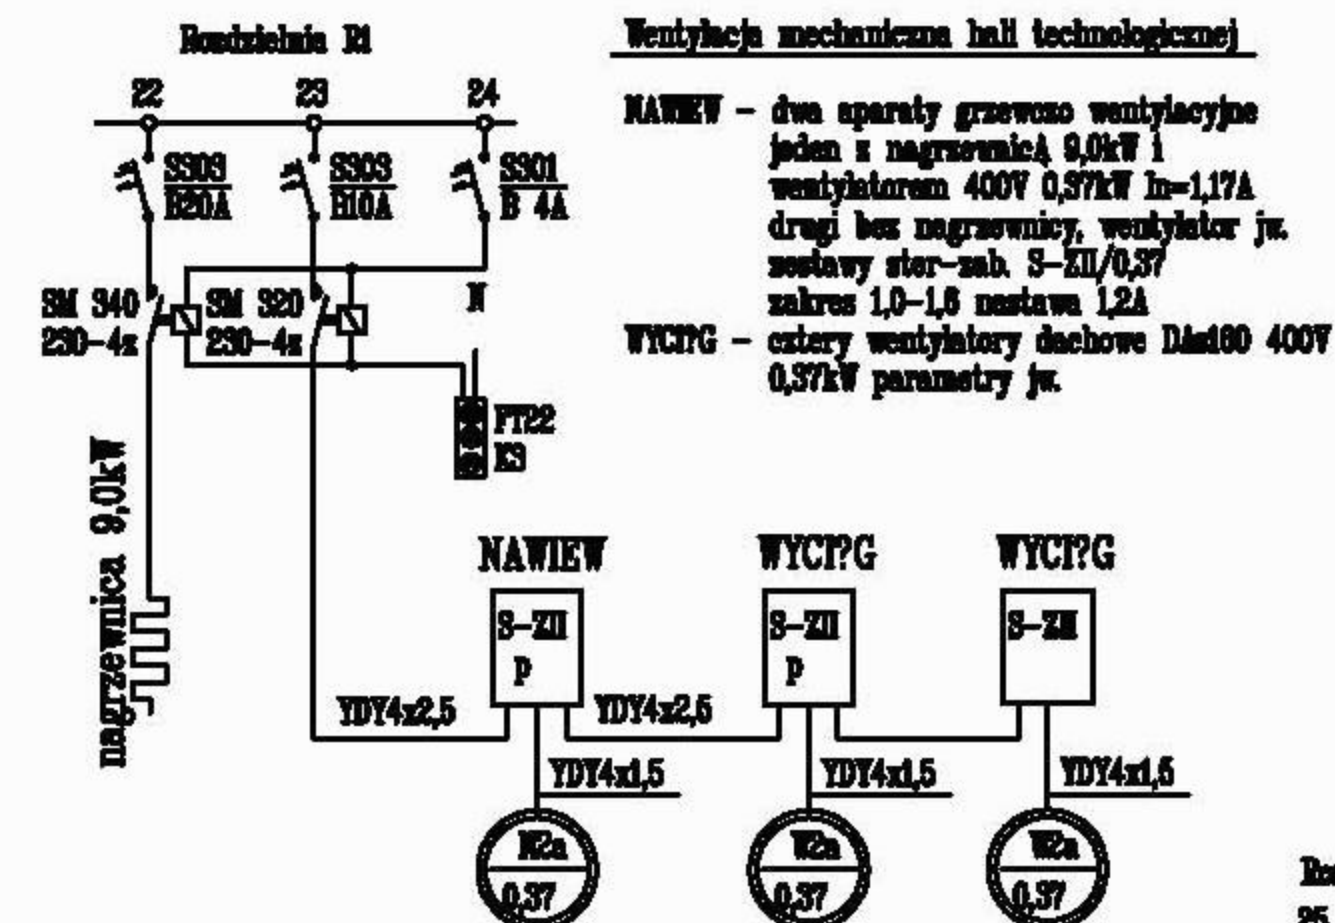 Rozdzielnia R1
22
23
24
S303
B20A
S303
B10A
S301
B 4A
SM 340
230-4z
SM 320
230-4z
N
PT22
K3
nagrzewnica 9,0kW
Wentylacja mechaniczna hali technologicznej
NAWIEW - dwa aparaty grzewczo wentylacyjne
jeden z nagrzewnicĄ 9,0kW i
wentylatorem 400V 0,37kW In=1,17A
drugi bez nagrzewnicy, wentylator jw.
zestawy ster-zab. S-ZII/0,37
zakres 1,0-1,6 nastawa 1,2A
WYCI?G - cztery wentylatory dachowe 400V
0,37kW parametry jw.
NAWIEW
WYCI?G
WYCI?G
S-ZII
p
S-ZII
p
S-ZII
YDY4x2,5
YDY4x2,5
YDY4x1,5
YDY4x1,5
YDY4x1,5
N2a
0,37
W2a
0,37
W2a
0,37